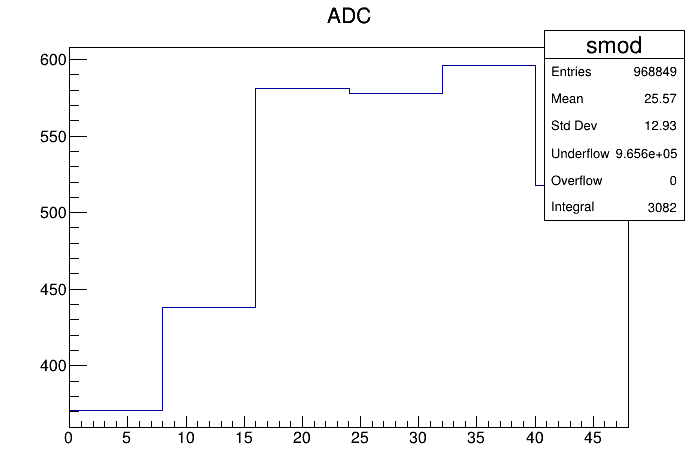 ADC
smod
Entries 968849
Mean 25.57
Std Dev 12.93
Underflow 9.656e+05
Overflow 0
Integral 3082
600
550
500
450
400
0 5 10 15 20 25 30 35 40 45